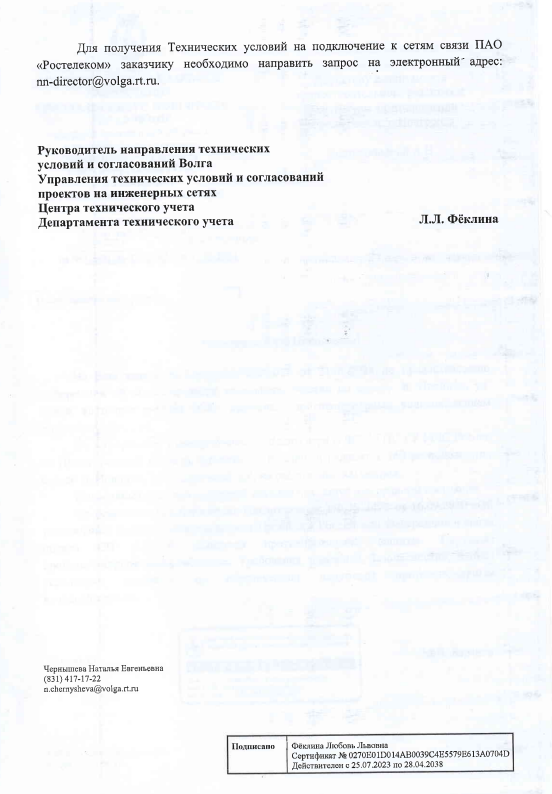 Для получения Технических условий на подключение к сетям связи ПАО
«Ростелеком» заказчику необходимо направить запрос на электронный адрес:
nn-director@volga.rt.ru.
Руководитель направления технических
условий и согласований Волга
Управления технических условий и согласований
проектов на инженерных сетях
Центра технического учета
Департамента технического учета
Л.Л. Фёклина
Чернышева Наталья Евгеньевна
(831) 417-17-22
n.chernysheva@volga.rt.ru
Подписано
Фёклина Любовь Львовна
Сертификат № 0270E01D014AB0039C4E5579E613A0704D
Действителен с 25.07.2023 по 28.04.2038